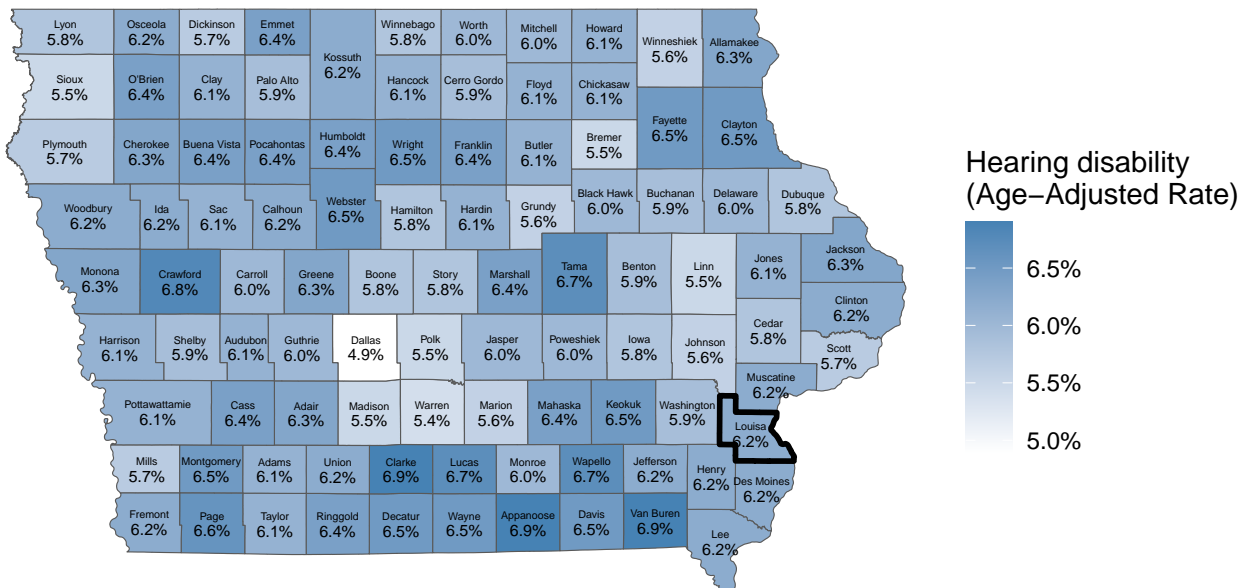 Lyon
5.8%
Osceola
6.2%
Dickinson
5.7%
Emmet
6.4%
Kossuth
6.2%
Winnebago
5.8%
Worth
6.0%
Mitchell
6.0%
Howard
6.1%
Winneshiek
5.6%
Allamakee
6.3%
Sioux
5.5%
O'Brien
6.4%
Clay
6.1%
Palo Alto
5.9%
Hancock
6.1%
Cerro Gordo
5.9%
Floyd
6.1%
Chickasaw
6.1%
Plymouth
5.7%
Cherokee
6.3%
Buena Vista
6.4%
Pocahontas
6.4%
Humboldt
6.4%
Wright
6.5%
Franklin
6.4%
Butler
6.1%
Bremer
5.5%
Fayette
6.5%
Clayton
6.5%
Woodbury
6.2%
Ida
6.2%
Sac
6.1%
Calhoun
6.2%
Webster
6.5%
Hamilton
5.8%
Hardin
6.1%
Grundy
5.6%
Black Hawk
6.0%
Buchanan
5.9%
Delaware
6.0%
Dubuque
5.8%
Monona
6.3%
Crawford
6.8%
Carroll
6.0%
Greene
6.3%
Boone
5.8%
Story
5.8%
Marshall
6.4%
Tama
6.7%
Benton
5.9%
Linn
5.5%
Jones
6.1%
Jackson
6.3%
Clinton
6.2%
Harrison
6.1%
Shelby
5.9%
Audubon
6.1%
Guthrie
6.0%
Dallas
4.9%
Polk
5.5%
Jasper
6.0%
Poweshiek
6.0%
Iowa
5.8%
Johnson
5.6%
Cedar
5.8%
Scott
5.7%
Muscatine
6.2%
Pottawattamie
6.1%
Cass
6.4%
Adair
6.3%
Madison
5.5%
Warren
5.4%
Marion
5.6%
Mahaska
6.4%
Keokuk
6.5%
Washington
5.9%
Louisa
6.2%
Mills
5.7%
Montgomery
6.5%
Adams
6.1%
Union
6.2%
Clarke
6.9%
Lucas
6.7%
Monroe
6.0%
Wapello
6.7%
Jefferson
6.2%
Henry
6.2%
Des Moines
6.2%
Fremont
6.2%
Page
6.6%
Taylor
6.1%
Ringgold
6.4%
Decatur
6.5%
Wayne
6.5%
Appanoose
6.9%
Davis
6.5%
Van Buren
6.9%
Lee
6.2%
Hearing disability
(Age−Adjusted Rate)
6.5%
6.0%
5.5%
5.0%